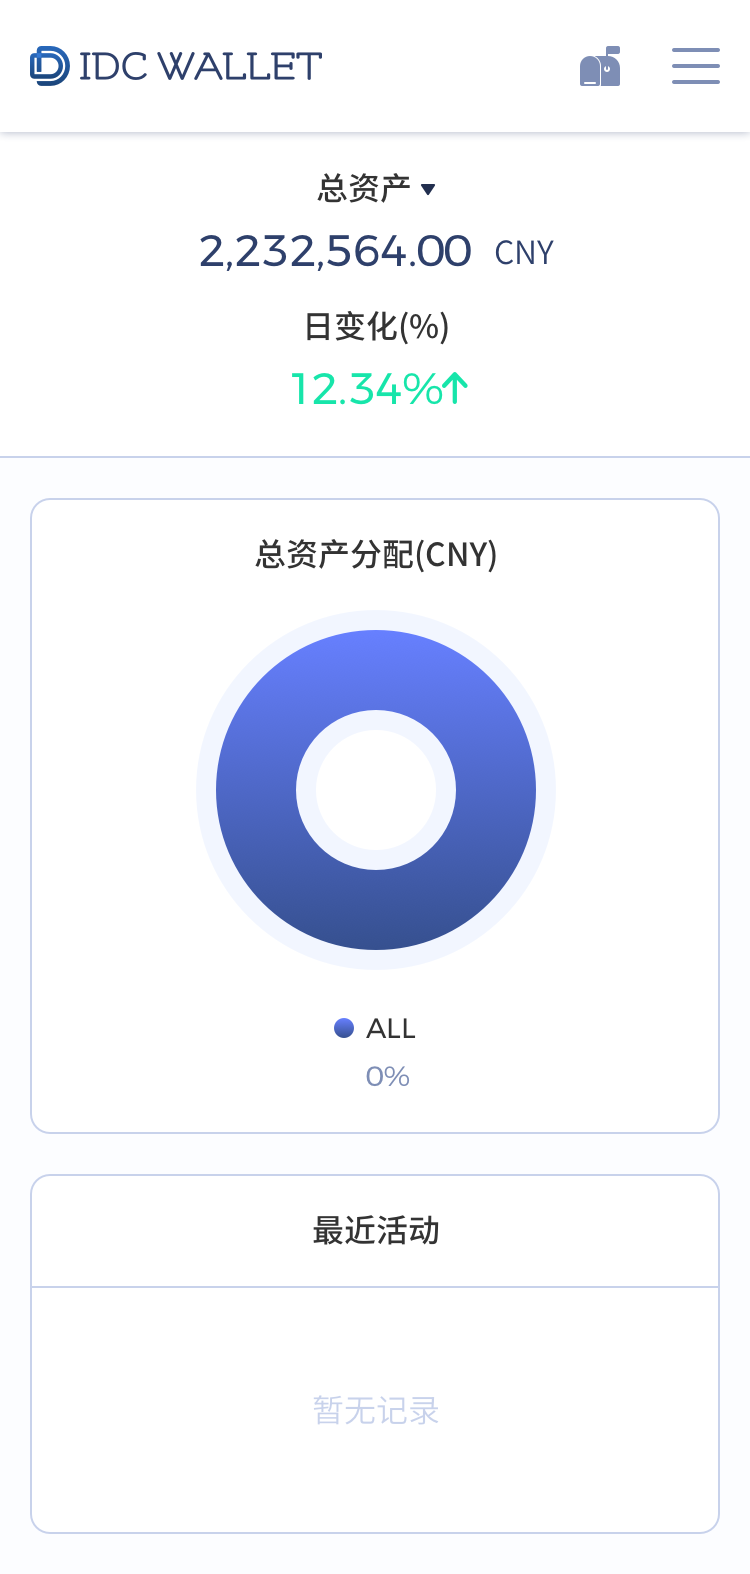 IDC WALLET
总资产
2,232,564.00 CNY
日变化(%)
12.34%
总资产分配(CNY)
ALL
0%
最近活动
暂无记录